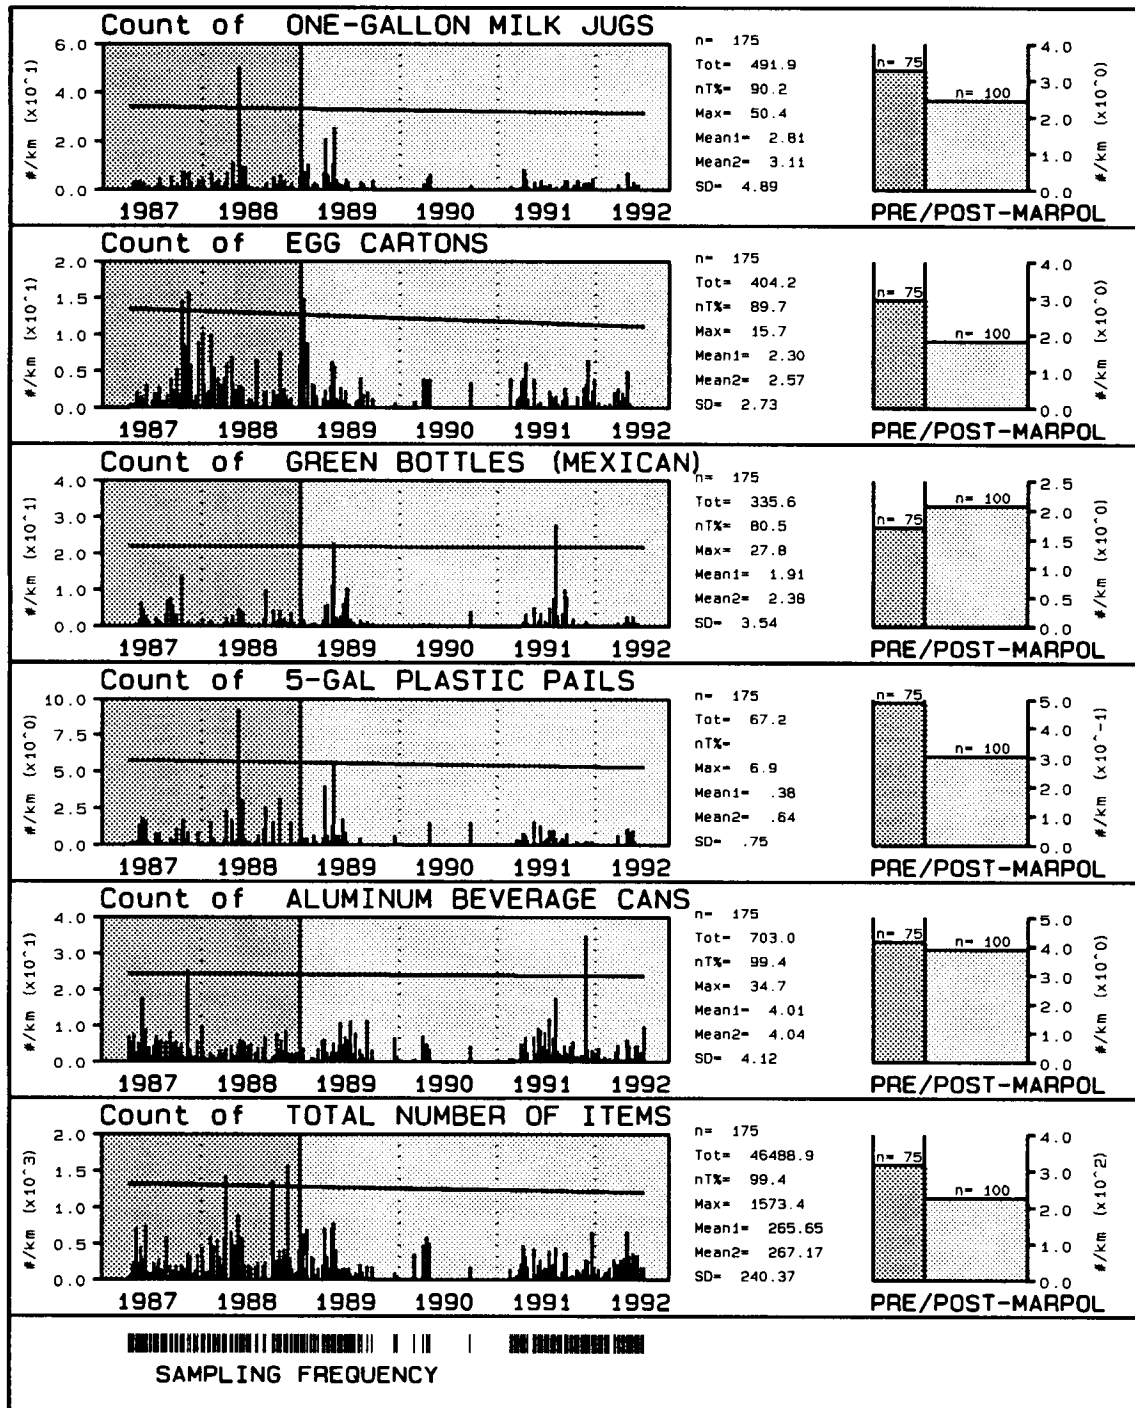 Count of ONE-GALLON MILK JUGS
#/km (x10^1)
6.0
4.0
2.0
0.0
1987 1988 1989 1990 1991 1992
n= 175
Tot= 491.9
nT%= 90.2
Max= 50.4
Mean1= 2.81
Mean2= 3.11
SD= 4.89
n= 75
n= 100
4.0
3.0
2.0
1.0
0.0
#/km (x10^0)
PRE/POST-MARPOL
Count of EGG CARTONS
#/km (x10^1)
2.0
1.5
1.0
0.5
0.0
1987 1988 1989 1990 1991 1992
n= 175
Tot= 404.2
nT%= 89.7
Max= 15.7
Mean1= 2.30
Mean2= 2.57
SD= 2.73
n= 75
n= 100
4.0
3.0
2.0
1.0
0.0
#/km (x10^0)
PRE/POST-MARPOL
Count of GREEN BOTTLES (MEXICAN)
#/km (x10^1)
4.0
3.0
2.0
1.0
0.0
1987 1988 1989 1990 1991 1992
n= 175
Tot= 335.6
nT%= 80.5
Max= 27.8
Mean1= 1.91
Mean2= 2.38
SD= 3.54
n= 75
n= 100
2.5
2.0
1.5
1.0
0.5
0.0
#/km (x10^0)
PRE/POST-MARPOL
Count of 5-GAL PLASTIC PAILS
#/km (x10^0)
10.0
7.5
5.0
2.5
0.0
1987 1988 1989 1990 1991 1992
n= 175
Tot= 67.2
nT%=
Max= 6.9
Mean1= .38
Mean2= .64
SD= .75
n= 75
n= 100
5.0
4.0
3.0
2.0
1.0
0.0
#/km (x10^-1)
PRE/POST-MARPOL
Count of ALUMINUM BEVERAGE CANS
#/km (x10^1)
4.0
3.0
2.0
1.0
0.0
1987 1988 1989 1990 1991 1992
n= 175
Tot= 703.0
nT%= 99.4
Max= 34.7
Mean1= 4.01
Mean2= 4.04
SD= 4.12
n= 75
n= 100
5.0
4.0
3.0
2.0
1.0
0.0
#/km (x10^0)
PRE/POST-MARPOL
Count of TOTAL NUMBER OF ITEMS
#/km (x10^3)
2.0
1.5
1.0
0.5
0.0
1987 1988 1989 1990 1991 1992
n= 175
Tot= 46488.9
nT%= 99.4
Max= 1573.4
Mean1= 265.65
Mean2= 267.17
SD= 240.37
n= 75
n= 100
4.0
3.0
2.0
1.0
0.0
#/km (x10^2)
PRE/POST-MARPOL
SAMPLING FREQUENCY